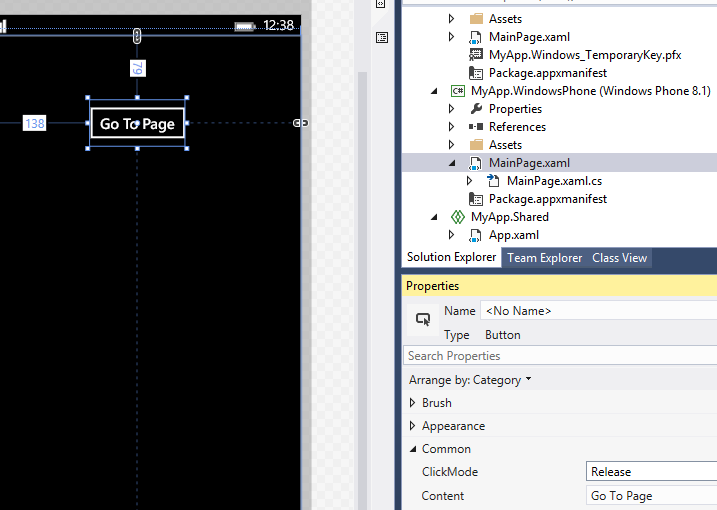 12:38
79
138
Go To Page
Assets
MainPage.xaml
MyApp.Windows_TemporaryKey.pfx
Package.appxmanifest
C# MyApp.WindowsPhone (Windows Phone 8.1)
Properties
References
Assets
MainPage.xaml
MainPage.xaml.cs
Package.appxmanifest
MyApp.Shared
App.xaml
Solution Explorer Team Explorer Class View
Properties
Name <No Name>
Type Button
Search Properties
Arrange by: Category
Brush
Appearance
Common
ClickMode Release
Content Go To Page